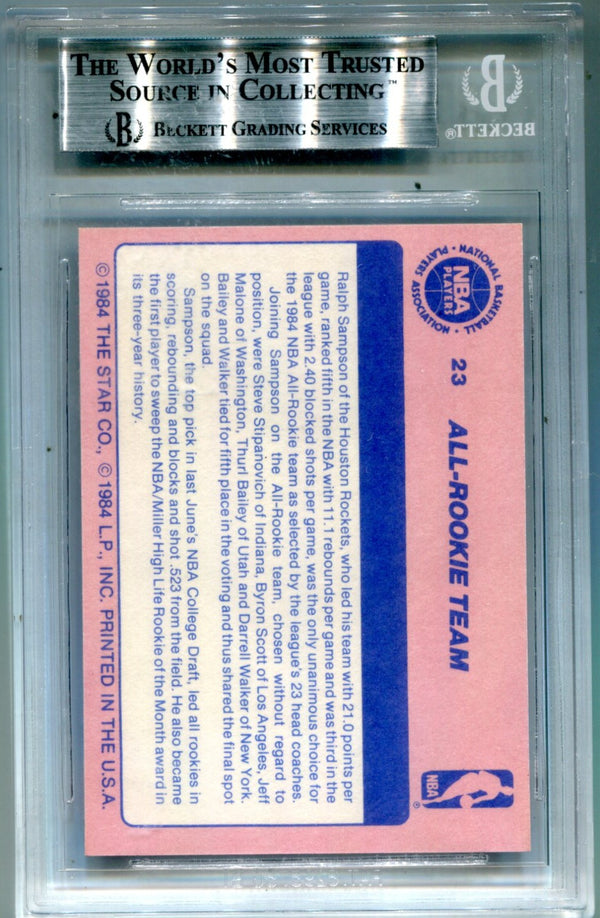 THE WORLD'S MOST TRUSTED
SOURCE IN COLLECTING™
B BECKETT GRADING SERVICES
B
BECKETT®
NATIONAL BASKETBALL
PLAYERS ASSOCIATION
NBA
PLAYERS
23 ALL-ROOKIE TEAM
NBA
®
Ralph Sampson of the Houston Rockets, who led his team with 21.0 points per
game, ranked fifth in the NBA with 11.1 rebounds per game and was third in the
league with 2.40 blocked shots per game, was the only unanimous choice for
the 1984 NBA All-Rookie team as selected by the league's 23 head coaches.
Joining Sampson on the All-Rookie team, chosen without regard to
position, were Steve Stipanovich of Indiana, Byron Scott of Los Angeles, Jeff
Malone of Washington, Thurl Bailey of Utah and Darrell Walker of New York.
Bailey and Walker tied for fifth place in the voting and thus shared the final spot
on the squad.
Sampson, the top pick in last June's NBA College Draft, led all rookies in
scoring, rebounding and blocks and shot .523 from the field. He also became
the first player to sweep the NBA/Miller High Life Rookie of the Month award in
its three-year history.
© 1984 THE STAR CO., © 1984 L.P., INC. PRINTED IN THE U.S.A.